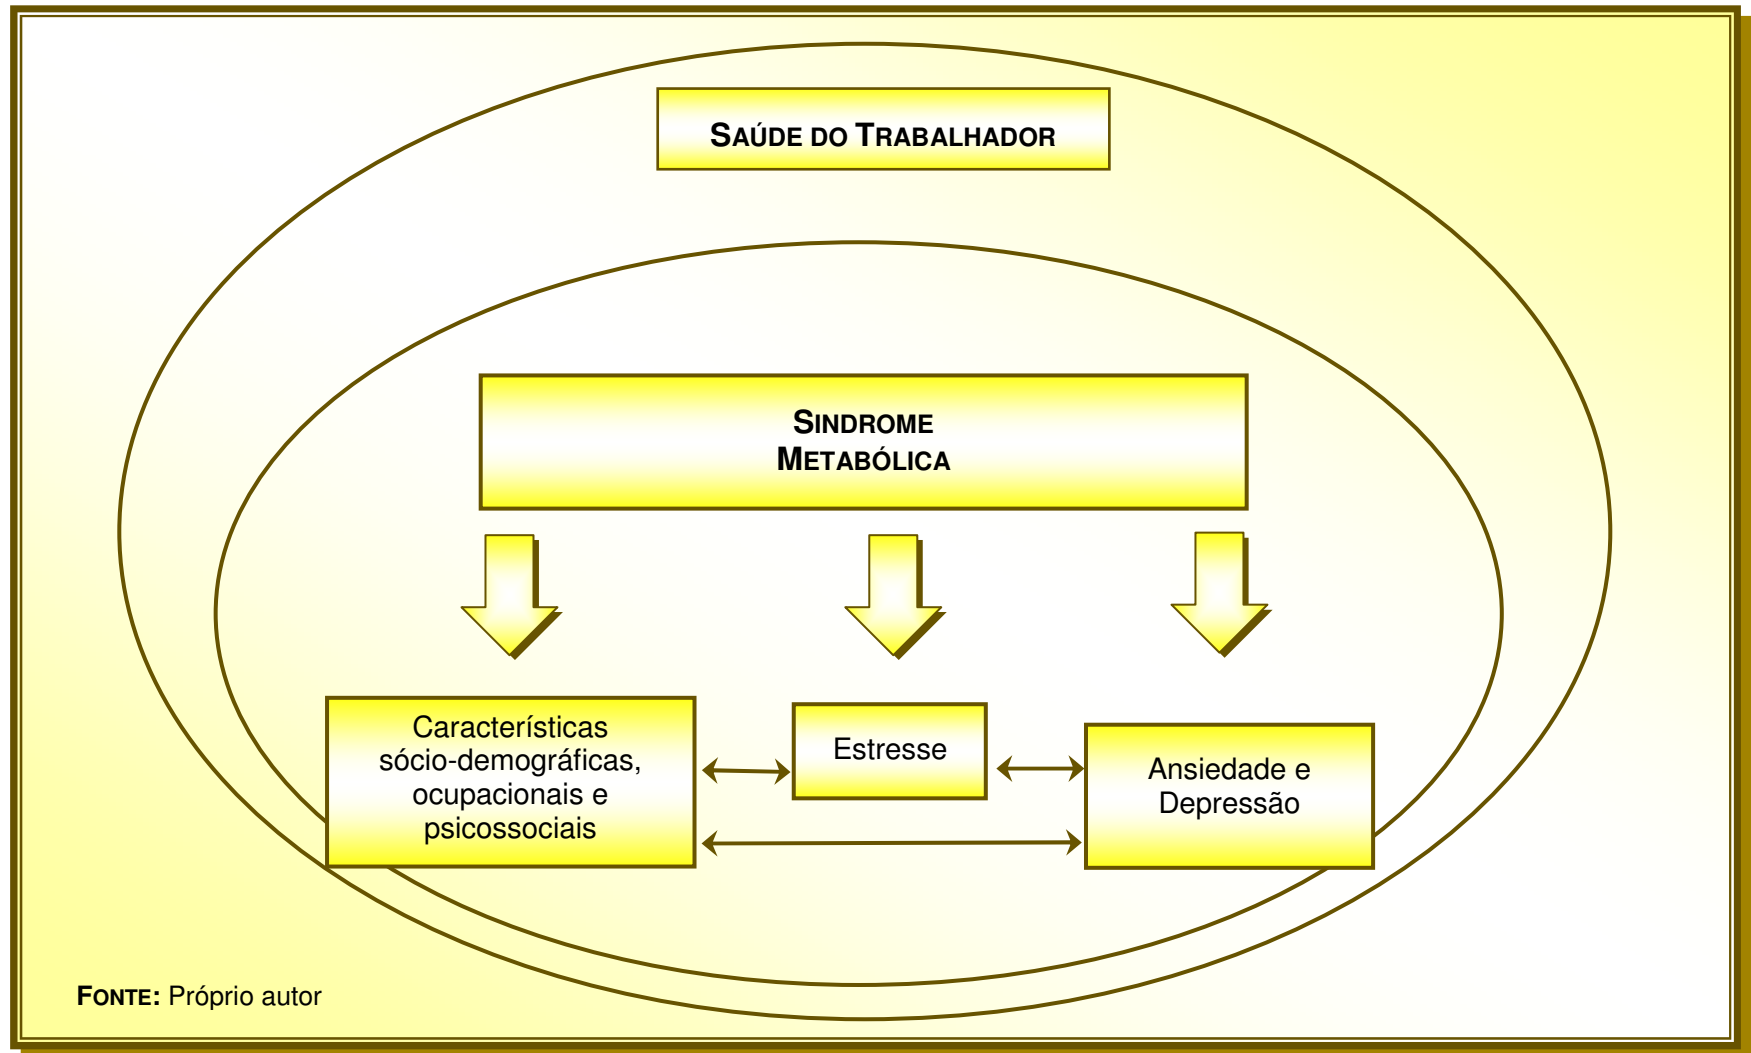 SAÚDE DO TRABALHADOR
SINDROME
METABÓLICA
Características
sócio-demográficas,
ocupacionais e
psicossociais
Estresse
Ansiedade e
Depressão
FONTE: Próprio autor